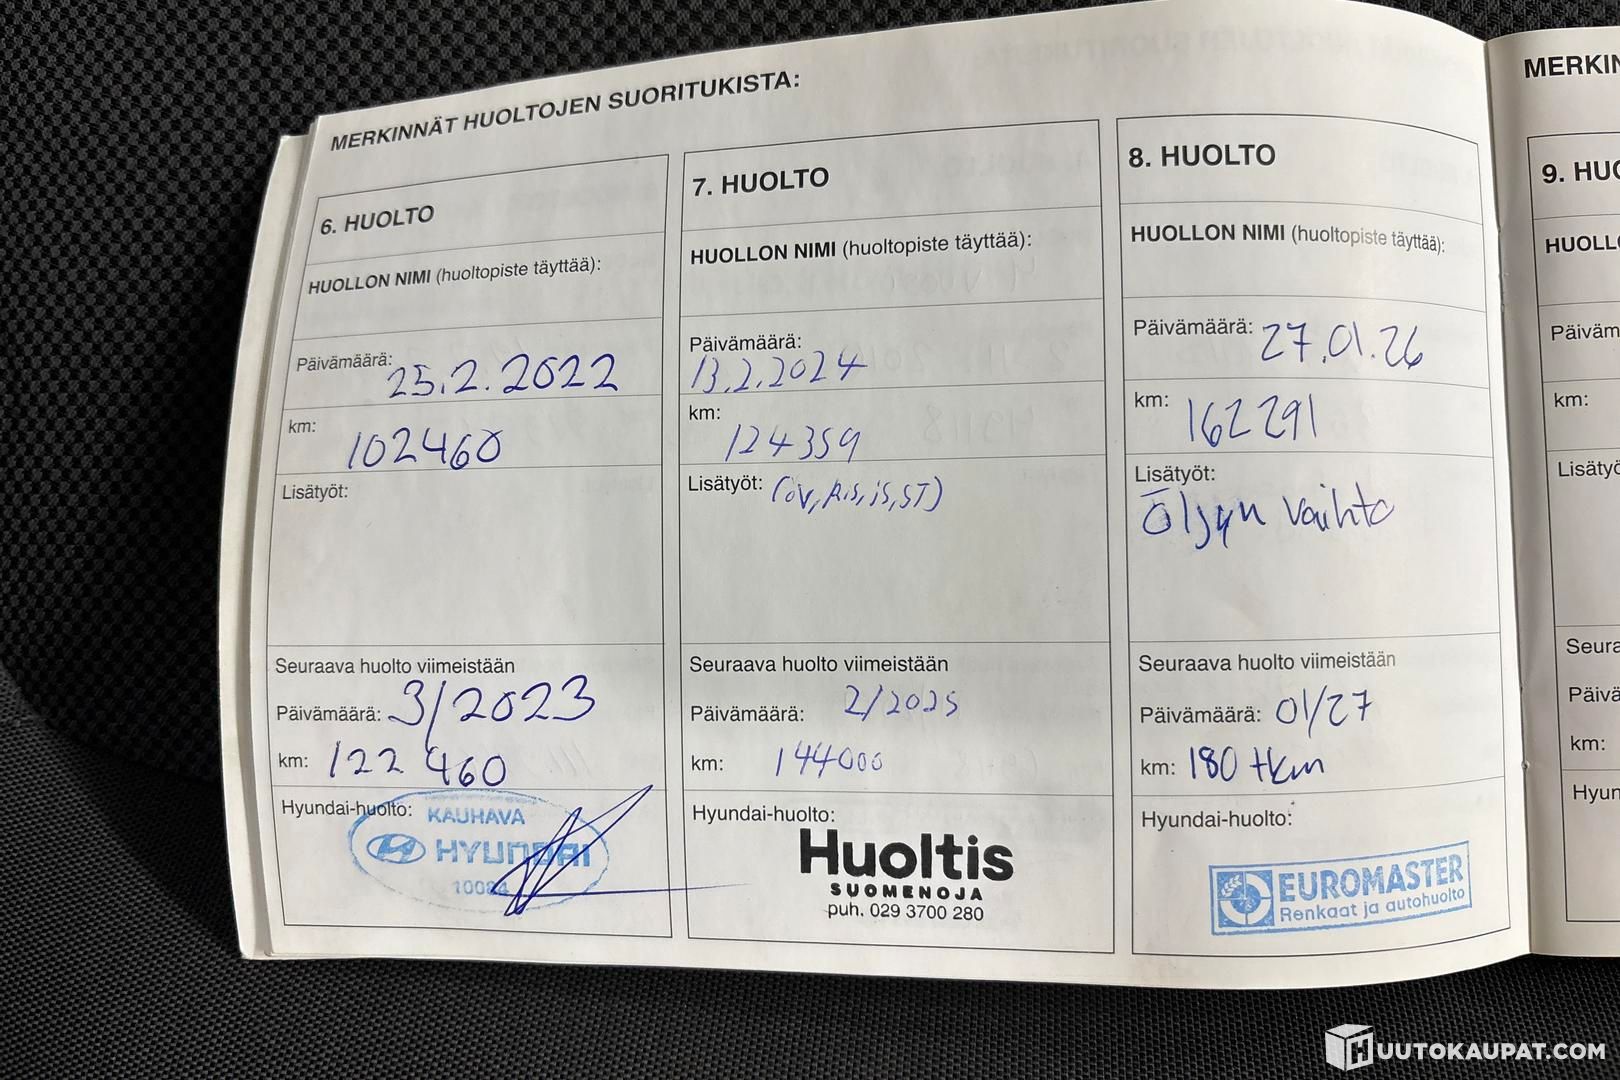 MERKINNÄT HUOLTOJEN SUORITUKISTA:
6. HUOLTO
HUOLLON NIMI (huoltopiste täyttää):
Päivämäärä: 25.2.2022
km: 102460
Lisätyöt:
Seuraava huolto viimeistään
Päivämäärä: 3/2023
km: 122 460
Hyundai-huolto:
KAUHAVA
HYUNDAI
7. HUOLTO
HUOLLON NIMI (huoltopiste täyttää):
Päivämäärä:
13.2.2024
km:
124359
Lisätyöt: (öv, RiS, iS, ST)
Seuraava huolto viimeistään
Päivämäärä: 2/2025
km: 144000
Hyundai-huolto:
Huoltis
SUOMENOJA
puh. 029 3700 280
8. HUOLTO
HUOLLON NIMI (huoltopiste täyttää):
Päivämäärä: 27.01.26
km: 162291
Lisätyöt:
Öljyn vaihto
Seuraava huolto viimeistään
Päivämäärä: 01/27
km: 180 tkm
Hyundai-huolto:
EUROMASTER
Renkaat ja autohuolto
MERKIN
9. HUO
HUOLL
Päiväm
km:
Lisätyö
Seura
Päivä
km:
Hyun
HUUTOKAUPAT.COM